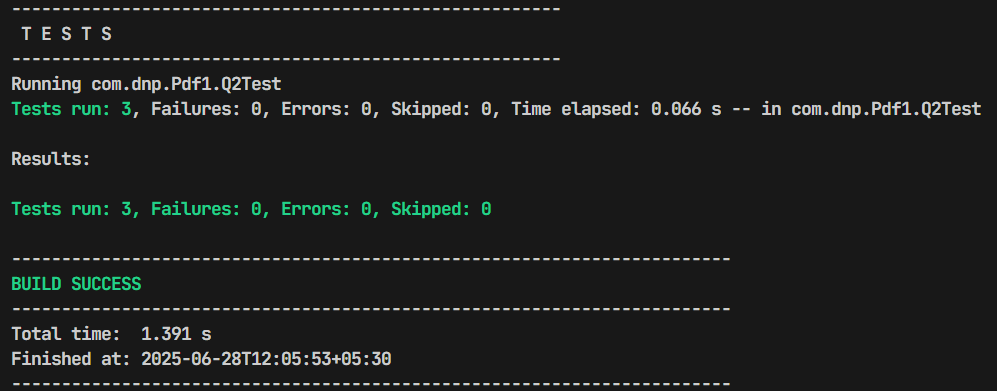 -------------------------------------------------------
 T E S T S
-------------------------------------------------------
Running com.dnp.Pdf1.Q2Test
Tests run: 3, Failures: 0, Errors: 0, Skipped: 0, Time elapsed: 0.066 s -- in com.dnp.Pdf1.Q2Test

Results:

Tests run: 3, Failures: 0, Errors: 0, Skipped: 0

------------------------------------------------------------------------
BUILD SUCCESS
------------------------------------------------------------------------
Total time:  1.391 s
Finished at: 2025-06-28T12:05:53+05:30
------------------------------------------------------------------------